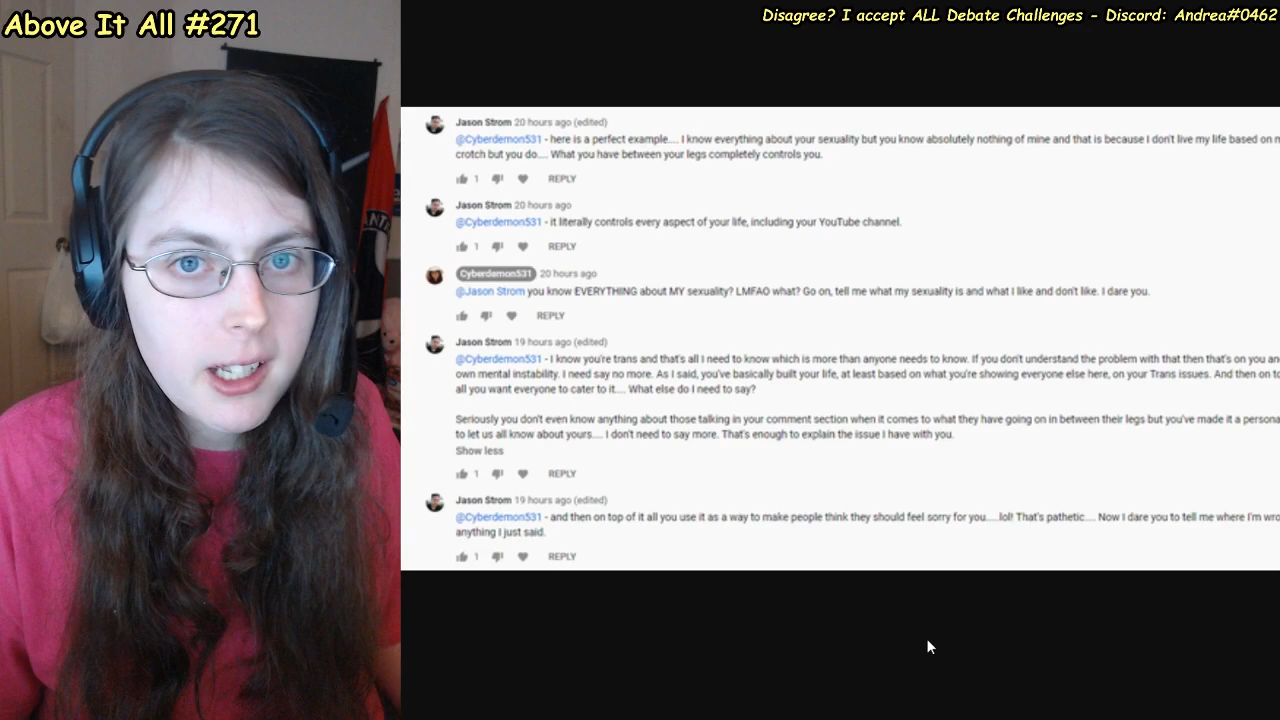 Above It All #271
Disagree? I accept ALL Debate Challenges - Discord: Andrea#0462
Jason Strom 20 hours ago (edited)
@Cyberdemon531 - here is a perfect example.... I know everything about your sexuality but you know absolutely nothing of mine and that is because I don't live my life based on m
crotch but you do.... What you have between your legs completely controls you.
1 REPLY
Jason Strom 20 hours ago
@Cyberdemon531 - it literally controls every aspect of your life, including your YouTube channel.
1 REPLY
Cyberdemon531 20 hours ago
@Jason Strom you know EVERYTHING about MY sexuality? LMFAO what? Go on, tell me what my sexuality is and what I like and don't like. I dare you.
REPLY
Jason Strom 19 hours ago (edited)
@Cyberdemon531 - I know you're trans and that's all I need to know which is more than anyone needs to know. If you don't understand the problem with that then that's on you an
own mental instability. I need say no more. As I said, you've basically built your life, at least based on what you're showing everyone else here, on your Trans issues. And then on to
all you want everyone to cater to it.... What else do I need to say?
Seriously you don't even know anything about those talking in your comment section when it comes to what they have going on in between their legs but you've made it a persona
to let us all know about yours.... I don't need to say more. That's enough to explain the issue I have with you.
Show less
1 REPLY
Jason Strom 19 hours ago (edited)
@Cyberdemon531 - and then on top of it all you use it as a way to make people think they should feel sorry for you.....lol! That's pathetic.... Now I dare you to tell me where I'm wro
anything I just said.
1 REPLY